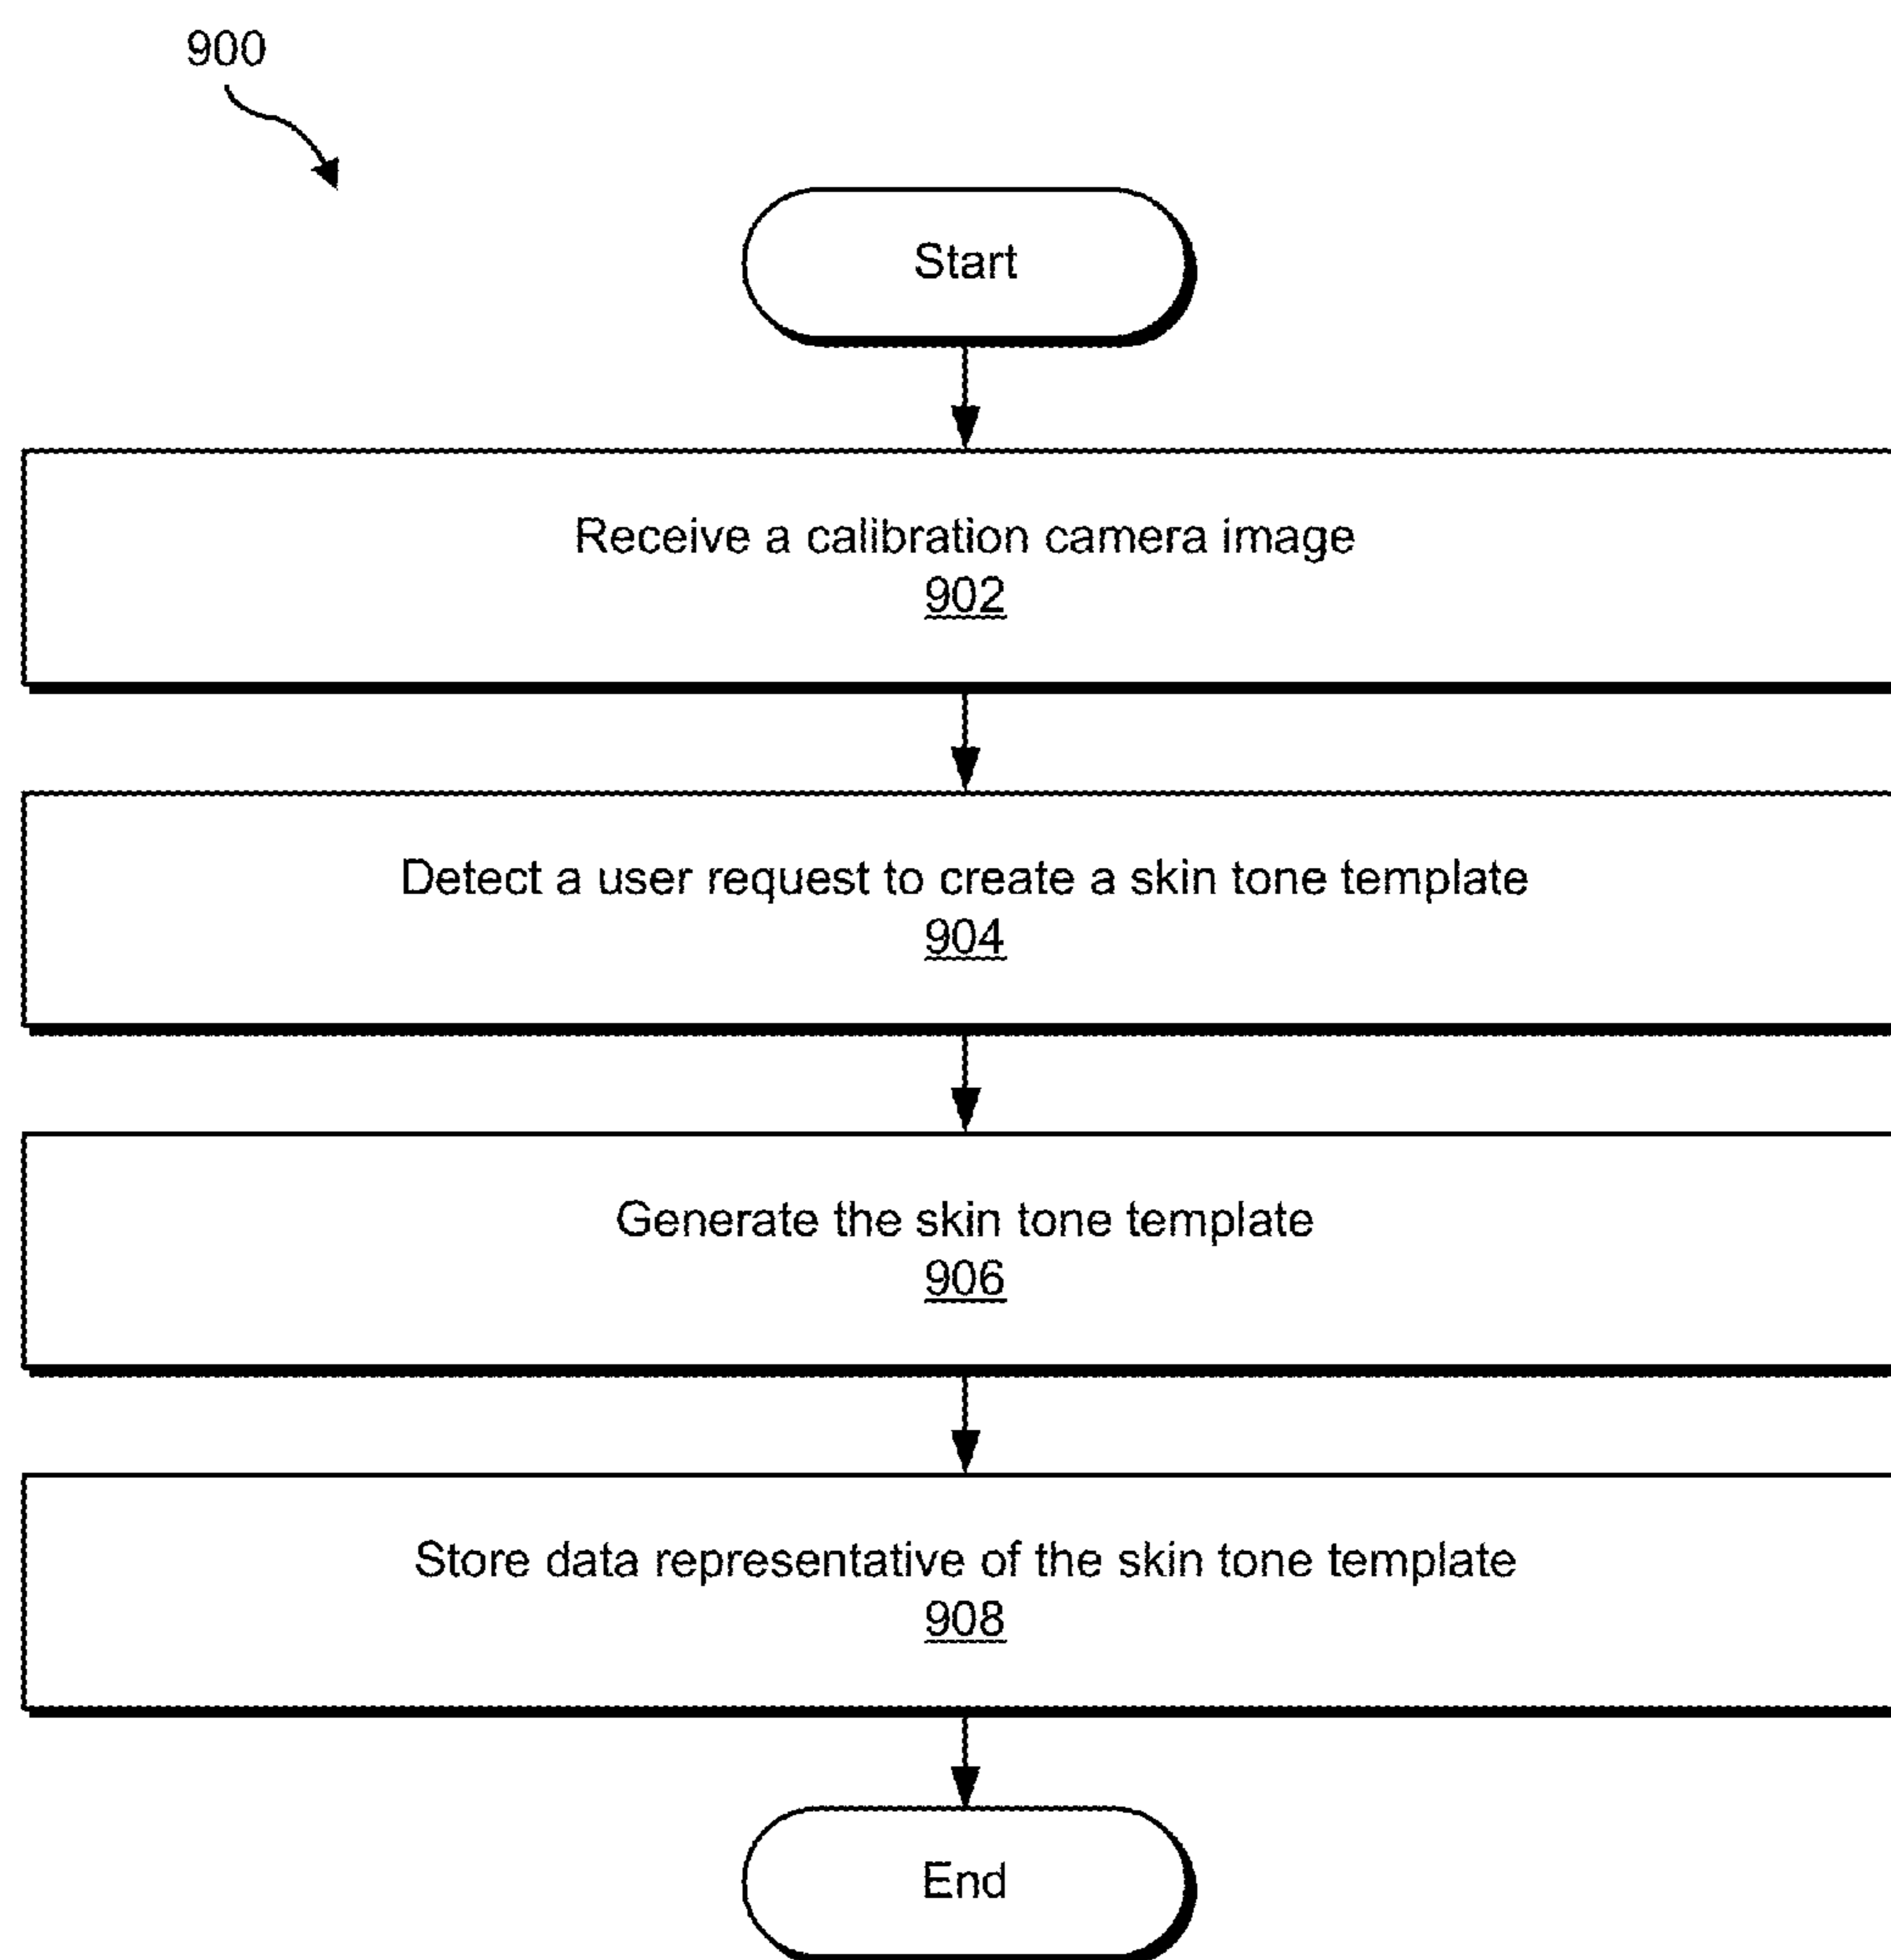 900
Start
Receive a calibration camera image
902
Detect a user request to create a skin tone template
904
Generate the skin tone template
906
Store data representative of the skin tone template
908
End